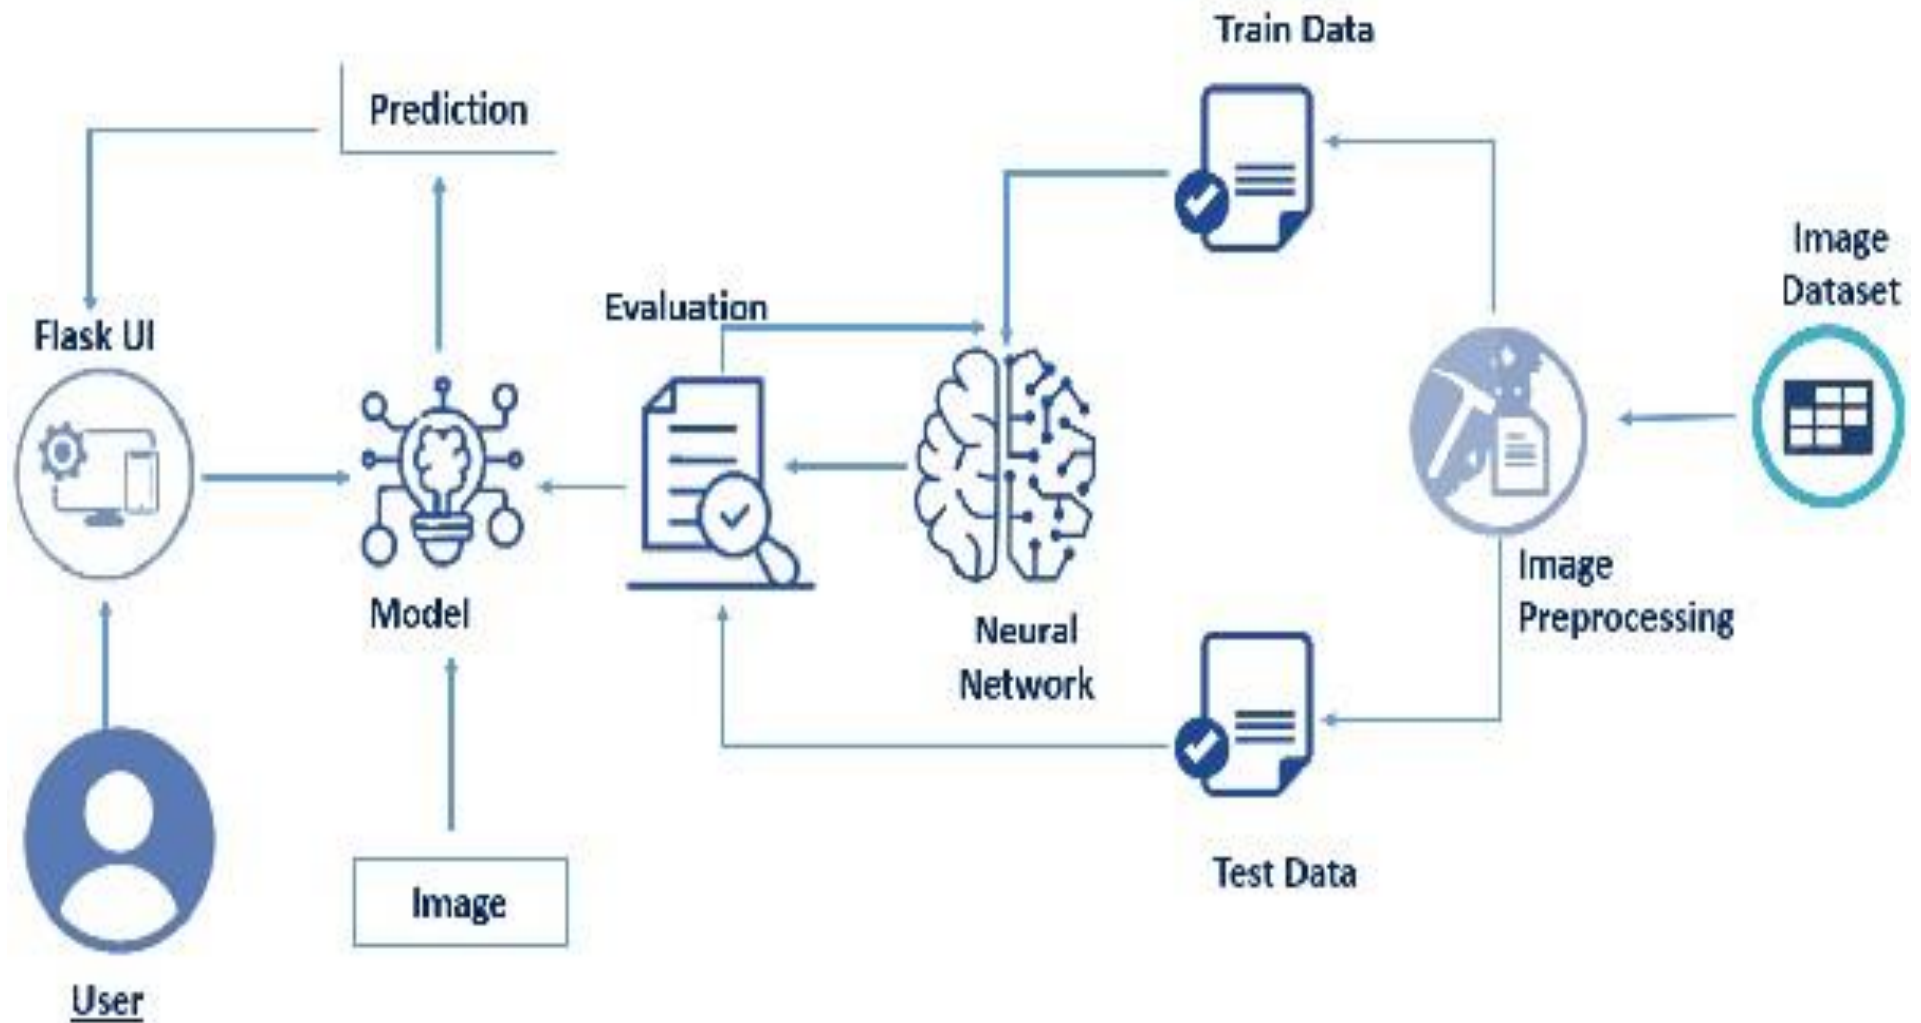 Train Data
Prediction
Image
Dataset
Evaluation
Flask UI
Image
Preprocessing
Model
Neural
Network
Test Data
Image
User